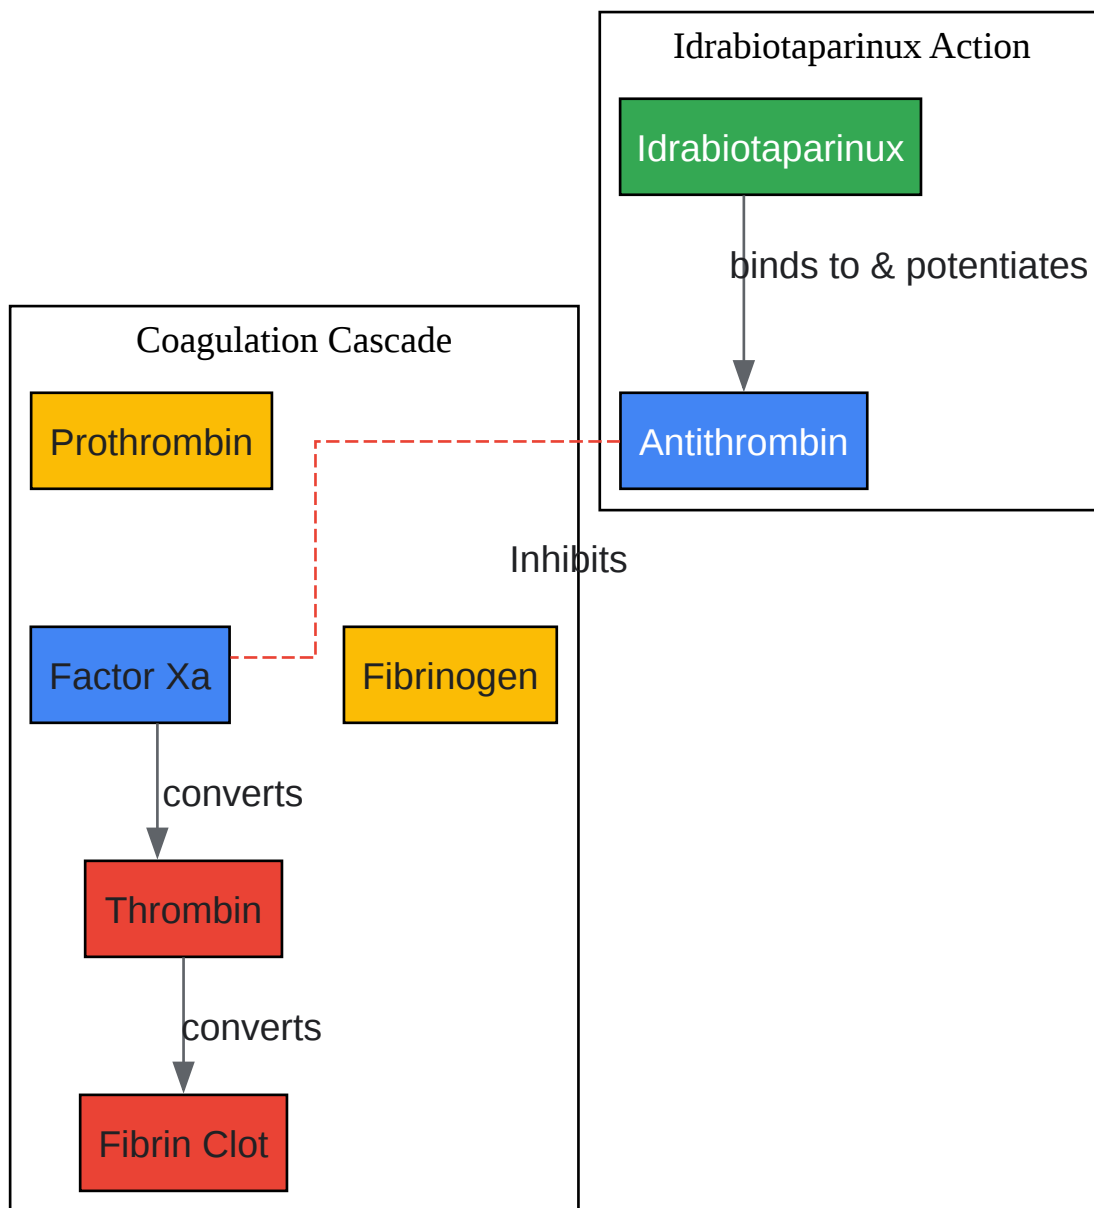 Idrabiotaparinux Action
Idrabiotaparinux
binds to & potentiates
Coagulation Cascade
Prothrombin
Antithrombin
Inhibits
Factor Xa
Fibrinogen
converts
Thrombin
converts
Fibrin Clot